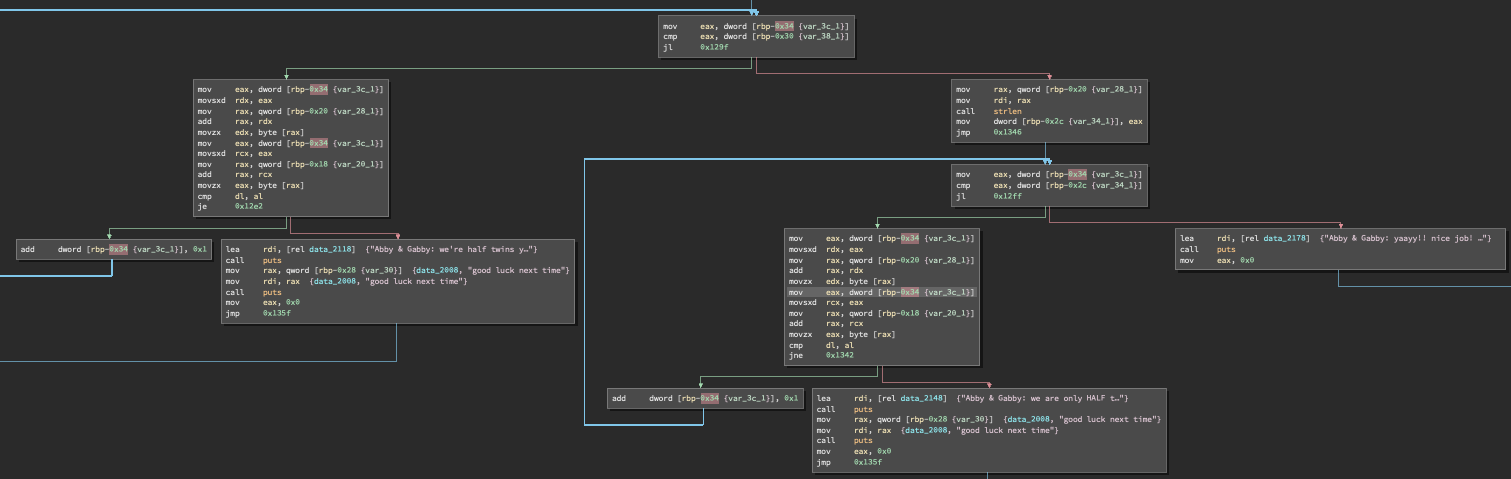 mov eax, dword [rbp-0x34 {var_3c_1}]
cmp eax, dword [rbp-0x30 {var_38_1}]
jl 0x129f
mov eax, dword [rbp-0x34 {var_3c_1}]
movsxd rdx, eax
mov rax, qword [rbp-0x20 {var_28_1}]
add rax, rdx
movzx edx, byte [rax]
mov eax, dword [rbp-0x34 {var_3c_1}]
movsxd rcx, eax
mov rax, qword [rbp-0x18 {var_20_1}]
add rax, rcx
movzx eax, byte [rax]
cmp dl, al
je 0x12e2
add dword [rbp-0x34 {var_3c_1}], 0x1
lea rdi, [rel data_2118] {"Abby & Gabby: we're half twins y…"}
call puts
mov rax, qword [rbp-0x28 {var_30}] {data_2008, "good luck next time"}
mov rdi, rax {data_2008, "good luck next time"}
call puts
mov eax, 0x0
jmp 0x135f
mov rax, qword [rbp-0x20 {var_28_1}]
mov rdi, rax
call strlen
mov dword [rbp-0x2c {var_34_1}], eax
jmp 0x1346
mov eax, dword [rbp-0x34 {var_3c_1}]
cmp eax, dword [rbp-0x2c {var_34_1}]
jl 0x12ff
mov eax, dword [rbp-0x34 {var_3c_1}]
movsxd rdx, eax
mov rax, qword [rbp-0x20 {var_28_1}]
add rax, rdx
movzx edx, byte [rax]
mov eax, dword [rbp-0x34 {var_3c_1}]
movsxd rcx, eax
mov rax, qword [rbp-0x18 {var_20_1}]
add rax, rcx
movzx eax, byte [rax]
cmp dl, al
jne 0x1342
add dword [rbp-0x34 {var_3c_1}], 0x1
lea rdi, [rel data_2148] {"Abby & Gabby: we are only HALF t…"}
call puts
mov rax, qword [rbp-0x28 {var_30}] {data_2008, "good luck next time"}
mov rdi, rax {data_2008, "good luck next time"}
call puts
mov eax, 0x0
jmp 0x135f
lea rdi, [rel data_2178] {"Abby & Gabby: yaayy!! nice job! …"}
call puts
mov eax, 0x0